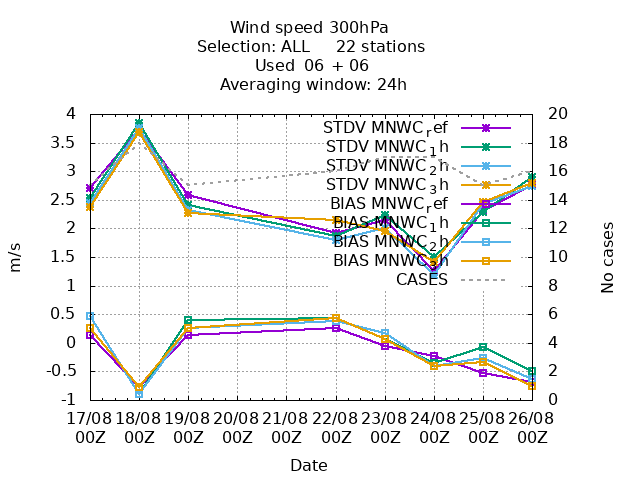 Wind speed 300hPa
Selection: ALL 22 stations
Used 06 + 06
Averaging window: 24h
4
3.5
3
2.5
2
1.5
1
0.5
0
-0.5
-1
m/s
20
18
16
14
12
10
8
6
4
2
0
No cases
STDV MNWC_ref
STDV MNWC_1h
STDV MNWC_2h
STDV MNWC_3h
BIAS MNWC_ref
BIAS MNWC_1h
BIAS MNWC_2h
BIAS MNWC_3h
CASES
17/08 18/08 19/08 20/08 21/08 22/08 23/08 24/08 25/08 26/08
00Z 00Z 00Z 00Z 00Z 00Z 00Z 00Z 00Z 00Z
Date